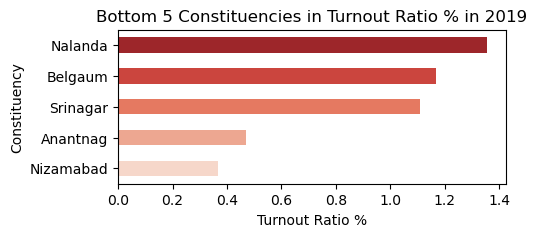 Bottom 5 Constituencies in Turnout Ratio % in 2019
Constituency
Nalanda
Belgaum
Srinagar
Anantnag
Nizamabad
0.0 0.2 0.4 0.6 0.8 1.0 1.2 1.4
Turnout Ratio %